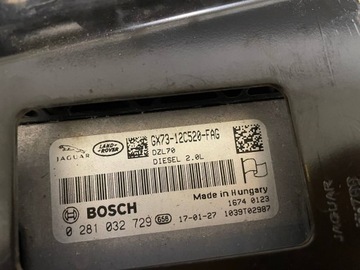 JAGUAR
LAND-
ROVER
GX73-12C520-FAG
DZL70
DIESEL 2.0L
Made in Hungary
1674 0123
BOSCH
0 281 032 729
658
17-01-27
1039T02987
JAGUAR